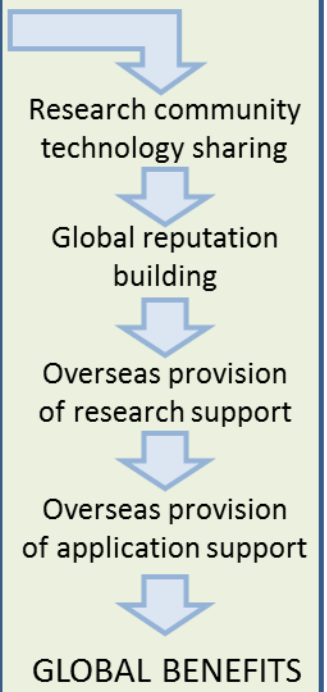 Research community
technology sharing
Global reputation
building
Overseas provision
of research support
Overseas provision
of application support
GLOBAL BENEFITS